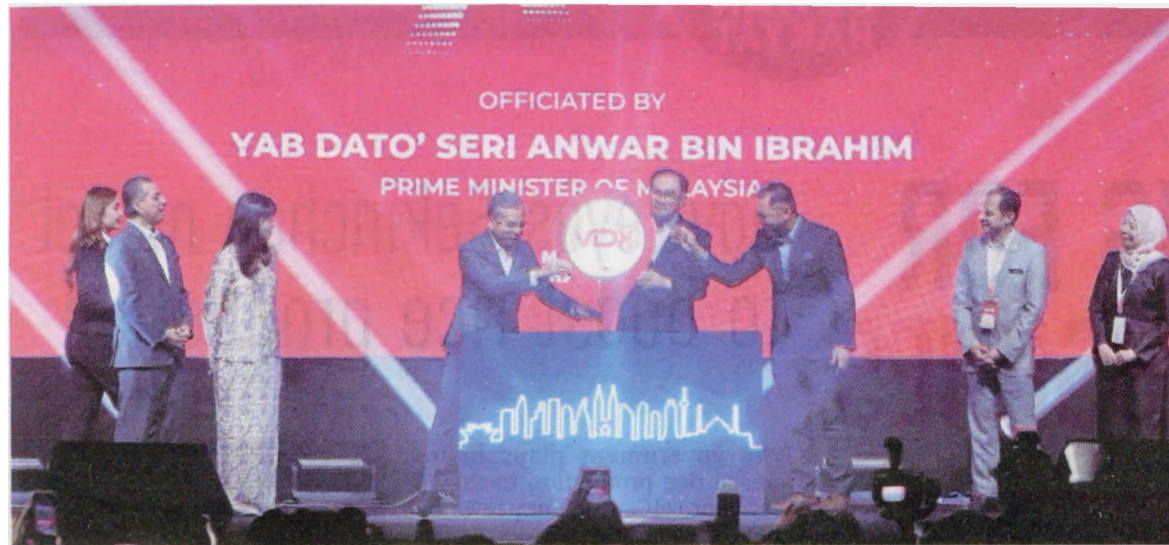 OFFICIATED BY
YAB DATO' SERI ANWAR BIN IBRAHIM
PRIME MINISTER OF MALAYSIA
VDX